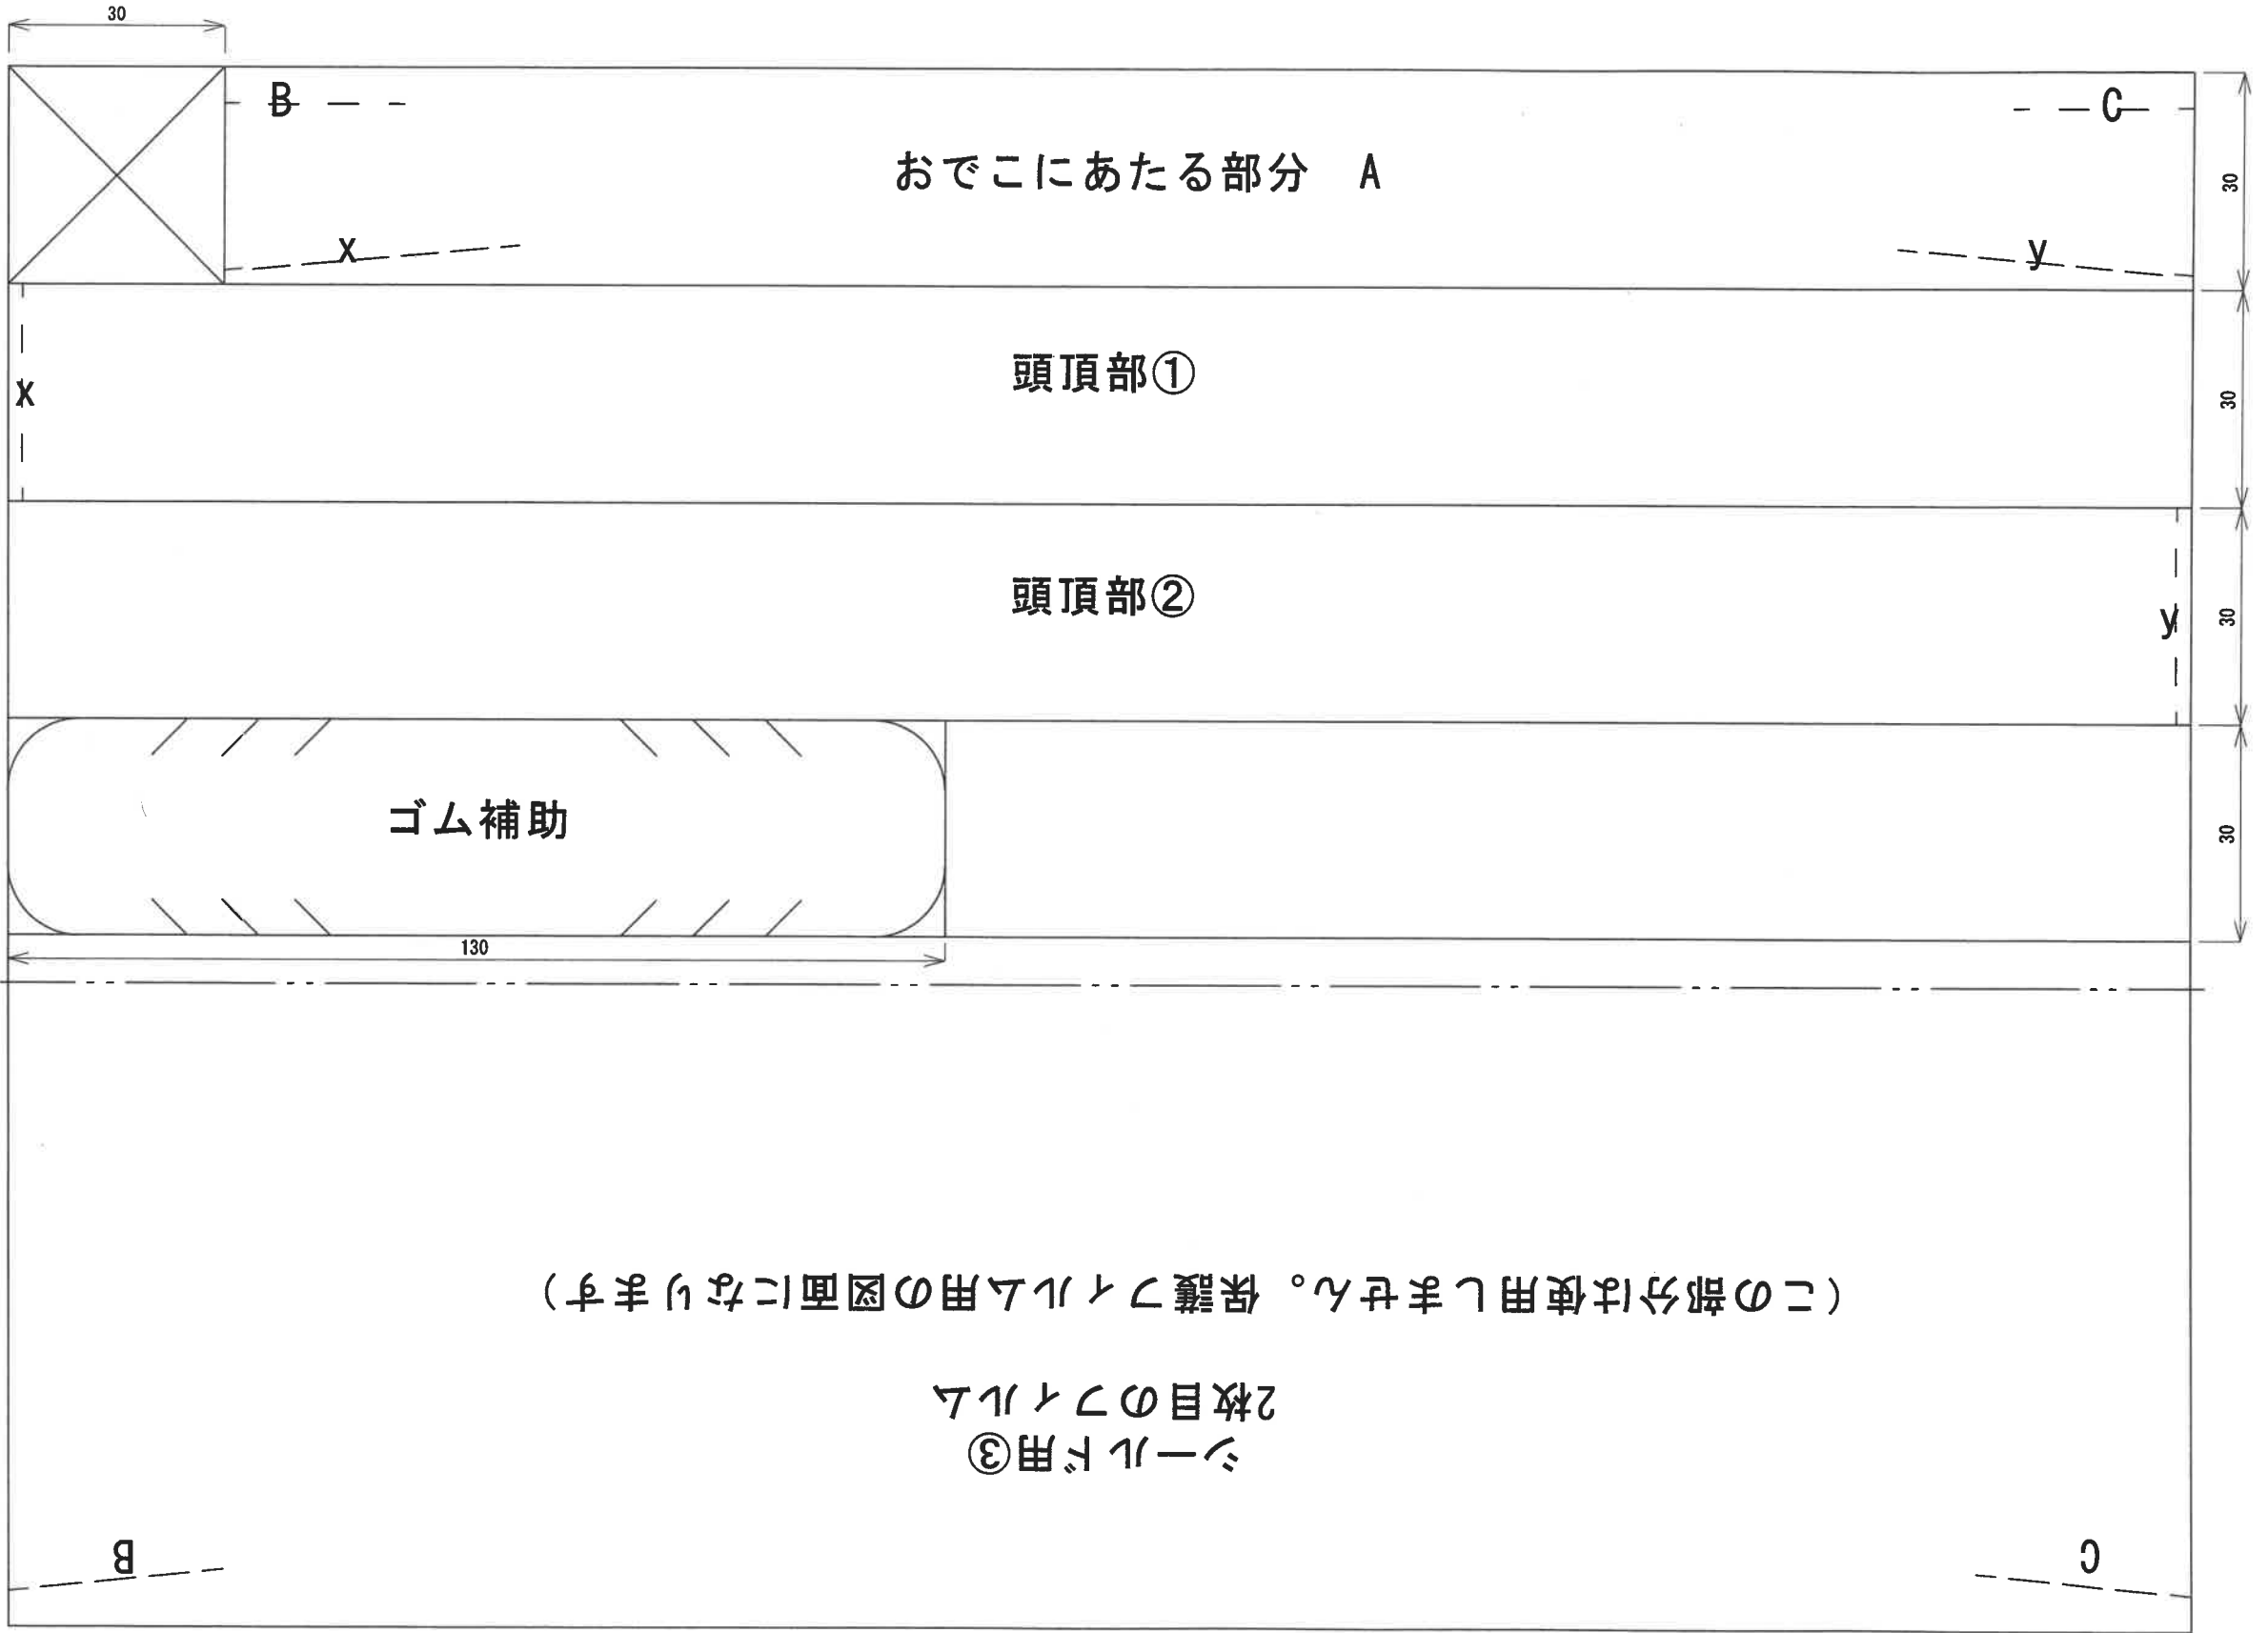 30
B
C
おでこにあたる部分 A
30
x
y
頭頂部①
x
30
頭頂部②
y
30
ゴム補助
30
130
(この部分は使用しません。保護フィルム用の図面になります)
2枚目のフィルム
シールド用③
B
C